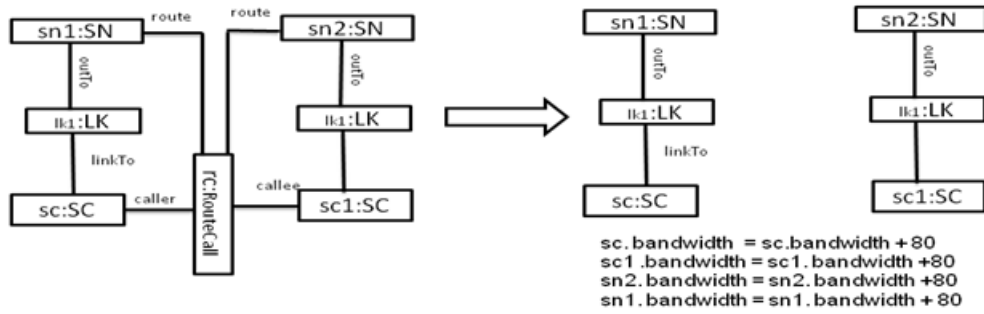 route
route
sn1:SN
sn2:SN
sn1:SN
sn2:SN
outTo
outTo
outTo
outTo
lk1:LK
lk1:LK
lk1:LK
lk1:LK
linkTo
linkTo
rc:RouteCall
caller
callee
sc:SC
sc1:SC
sc:SC
sc1:SC
sc.bandwidth = sc.bandwidth +80
sc1.bandwidth = sc1.bandwidth +80
sn2.bandwidth = sn2.bandwidth +80
sn1.bandwidth = sn1.bandwidth + 80